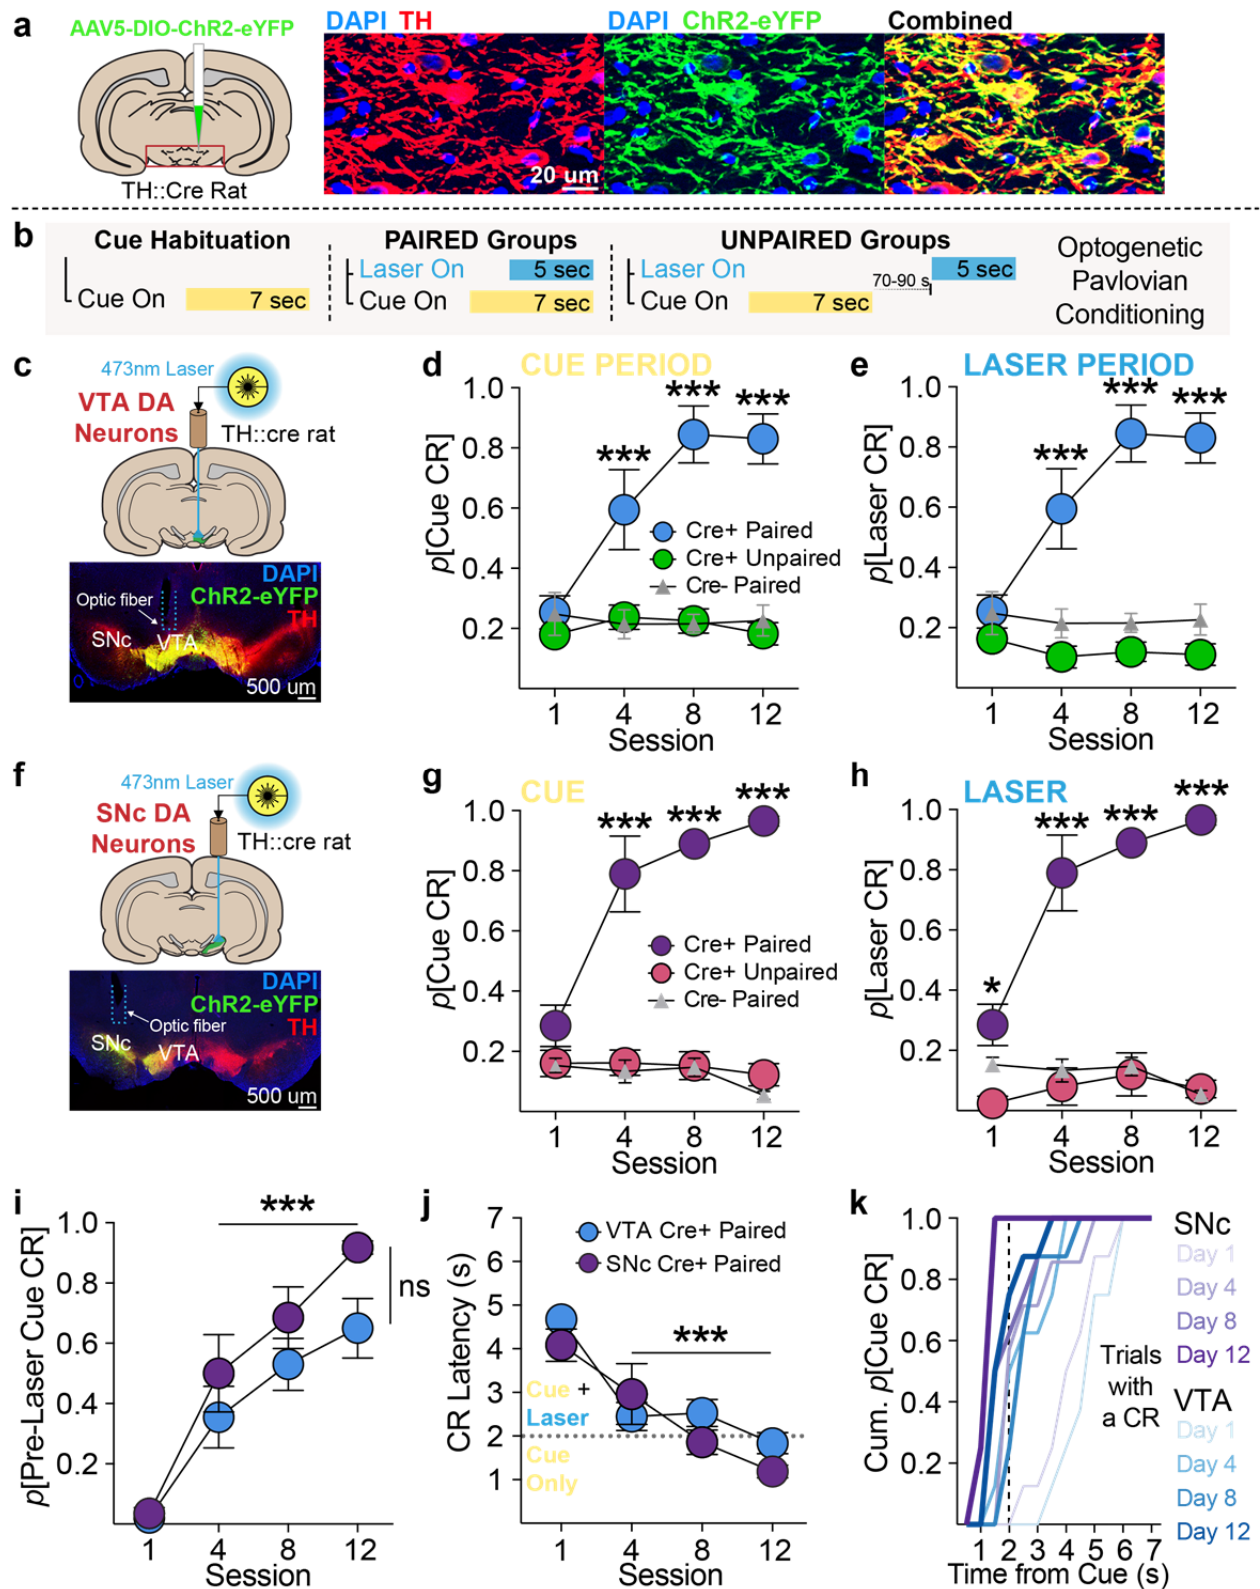 a
AAV5-DIO-ChR2-eYFP
TH::Cre Rat
DAPI TH
DAPI ChR2-eYFP
Combined
20 um
b
Cue Habituation
Cue On
7 sec
PAIRED Groups
Laser On
5 sec
Cue On
7 sec
UNPAIRED Groups
Laser On
70-90 s
5 sec
Cue On
7 sec
Optogenetic
Pavlovian
Conditioning
c
473nm Laser
VTA DA
Neurons
TH::cre rat
DAPI
ChR2-eYFP
TH
Optic fiber
SNc
VTA
500 um
d
CUE PERIOD
p[Cue CR]
1.0
0.8
0.6
0.4
0.2
***
***
***
Cre+ Paired
Cre+ Unpaired
Cre- Paired
1 4 8 12
Session
e
LASER PERIOD
p[Laser CR]
1.0
0.8
0.6
0.4
0.2
***
***
***
1 4 8 12
Session
f
473nm Laser
SNc DA
Neurons
TH::cre rat
DAPI
ChR2-eYFP
TH
Optic fiber
SNc
VTA
500 um
g
CUE
p[Cue CR]
1.0
0.8
0.6
0.4
0.2
***
***
***
Cre+ Paired
Cre+ Unpaired
Cre- Paired
1 4 8 12
Session
h
LASER
p[Laser CR]
1.0
0.8
0.6
0.4
0.2
*
***
***
***
1 4 8 12
Session
i
p[Pre-Laser Cue CR]
1.0
0.8
0.6
0.4
0.2
***
ns
1 4 8 12
Session
j
CR Latency (s)
7
6
5
4
3
2
1
VTA Cre+ Paired
SNc Cre+ Paired
***
Cue +
Laser
Cue
Only
1 4 8 12
Session
k
Cum. p[Cue CR]
1.0
0.8
0.6
0.4
0.2
Trials
with
a CR
1 2 3 4 5 6 7
Time from Cue (s)
SNc
Day 1
Day 4
Day 8
Day 12
VTA
Day 1
Day 4
Day 8
Day 12